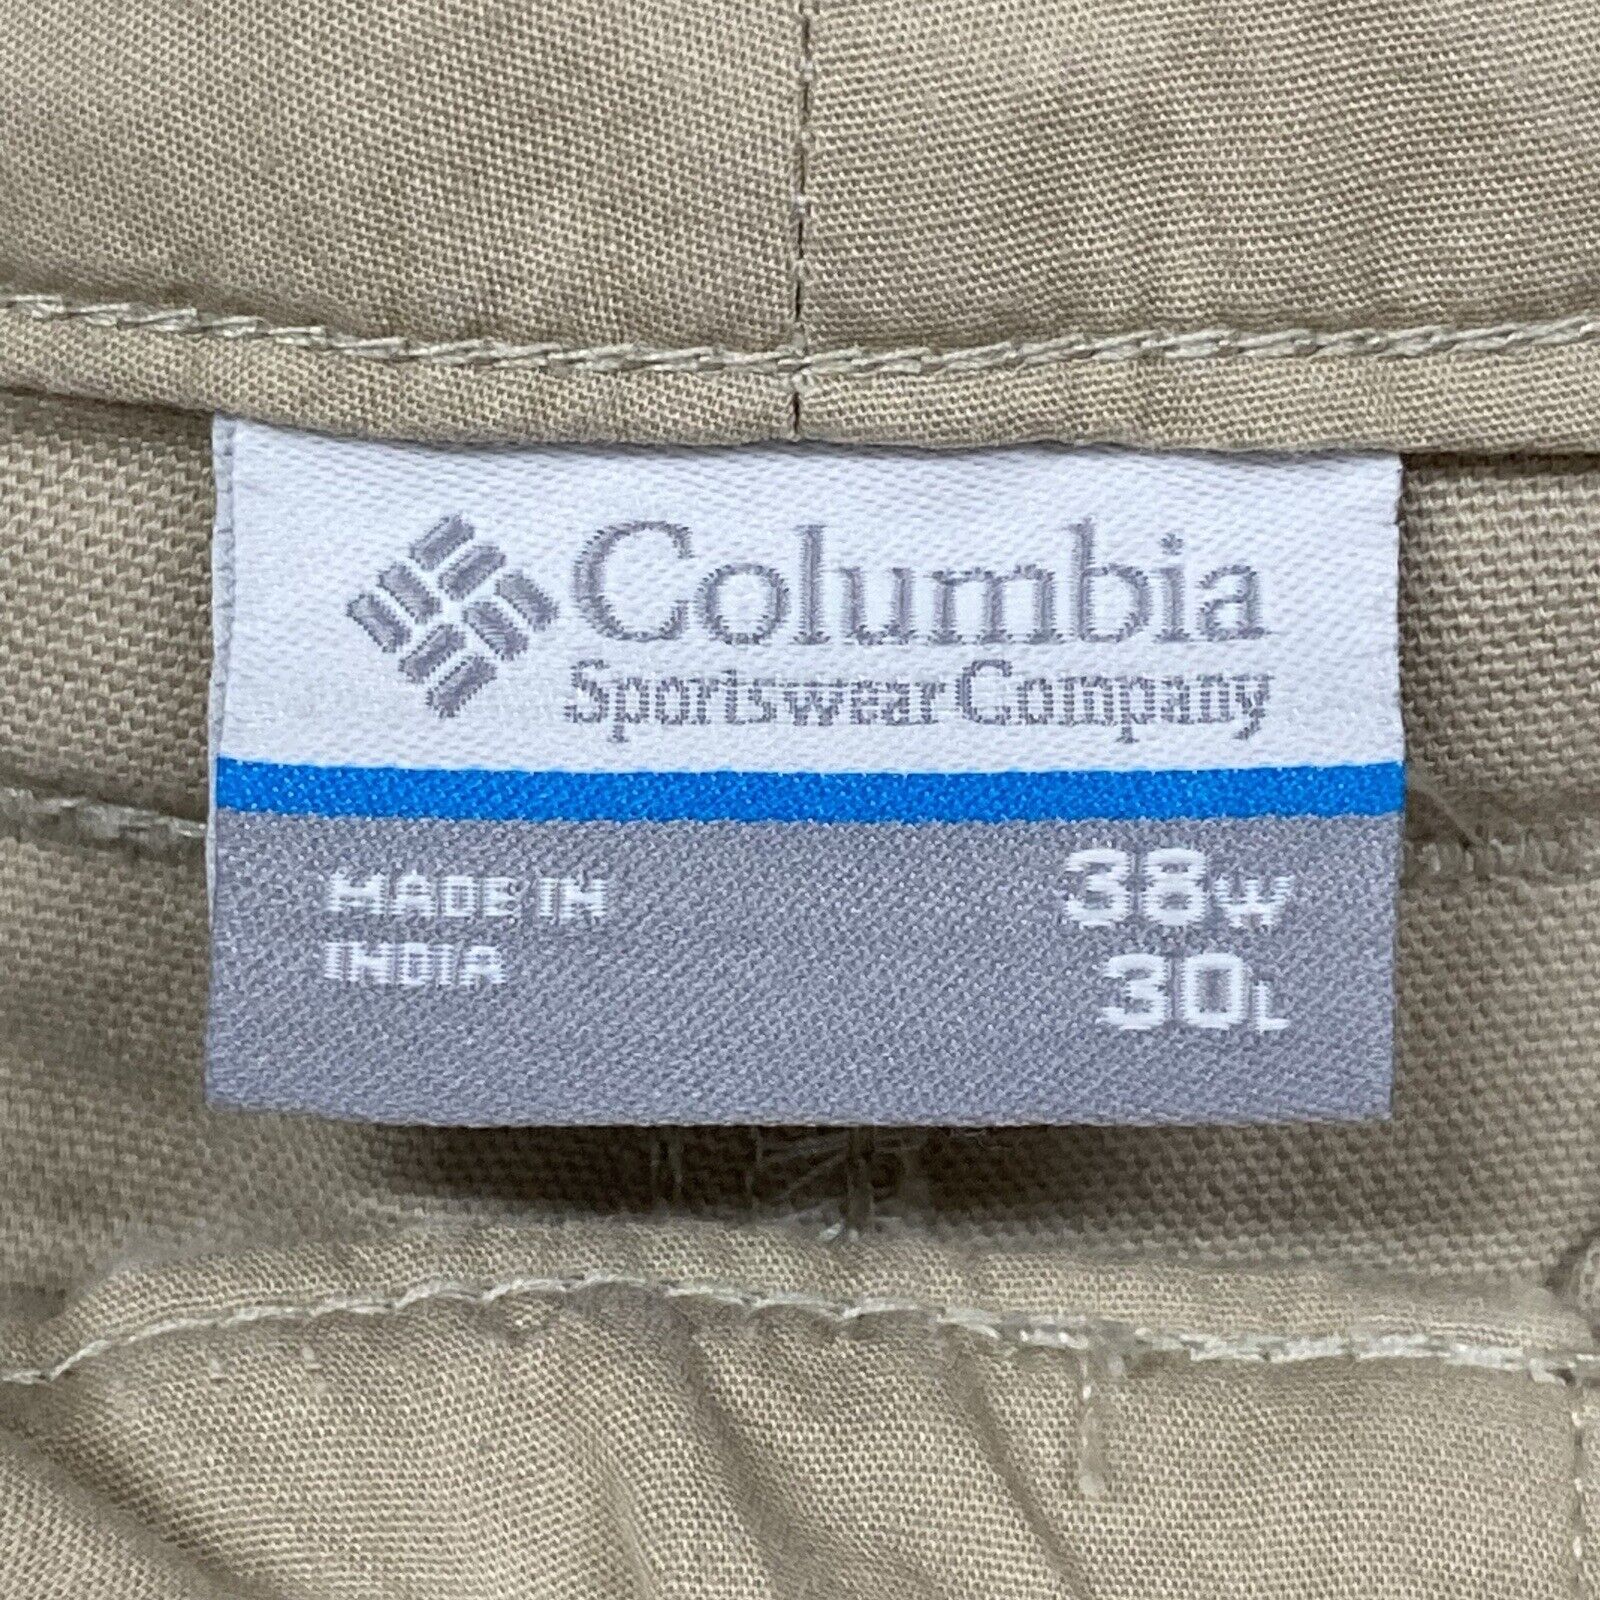 Columbia
Sportswear Company
MADE IN
INDIA
38W
30L